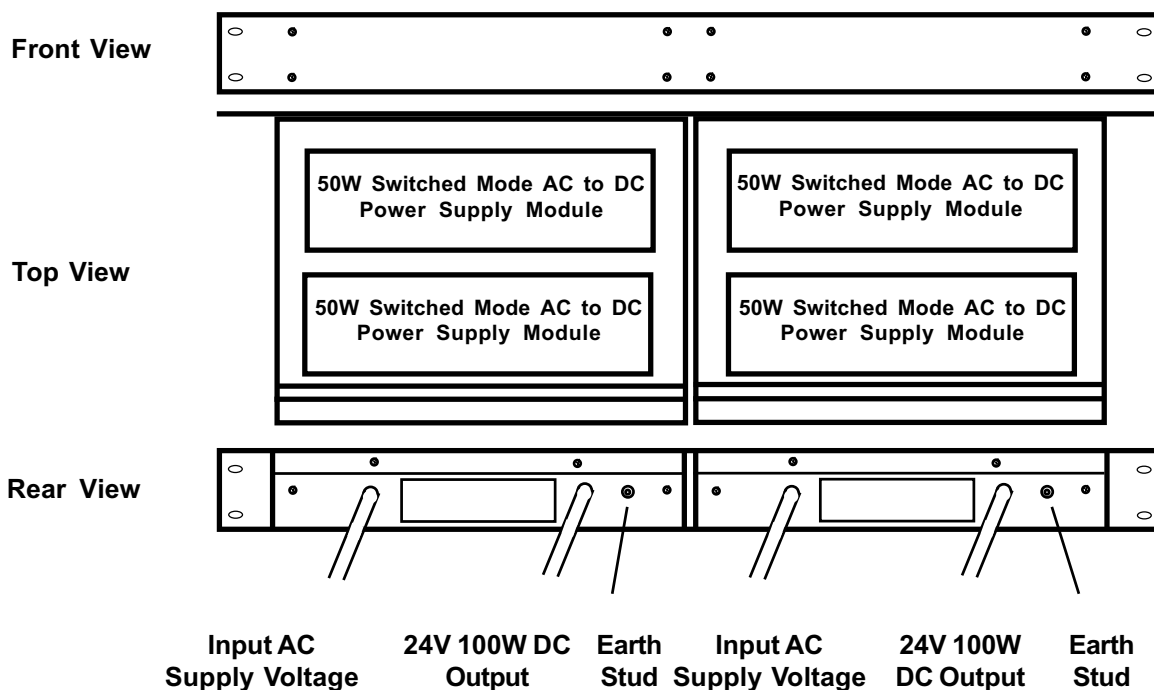 Front View
50W Switched Mode AC to DC
Power Supply Module
50W Switched Mode AC to DC
Power Supply Module
Top View
50W Switched Mode AC to DC
Power Supply Module
50W Switched Mode AC to DC
Power Supply Module
Rear View
Input AC
Supply Voltage
24V 100W DC
Output
Earth
Stud
Input AC
Supply Voltage
24V 100W
DC Output
Earth
Stud